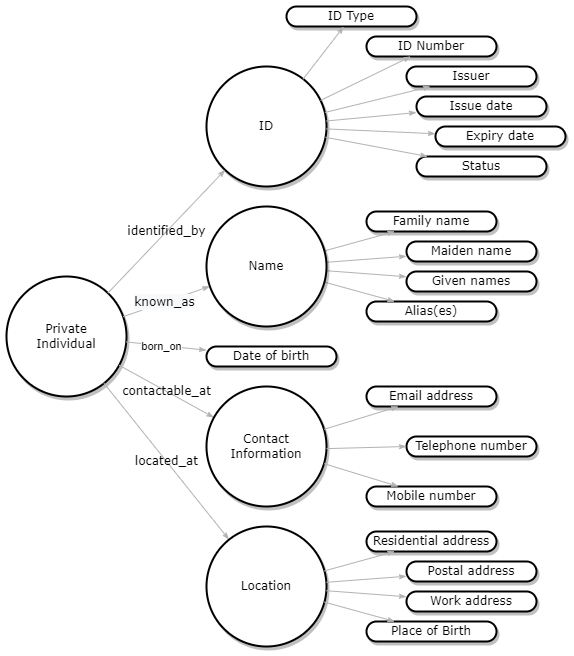 ID Type
ID Number
Issuer
ID
Issue date
Expiry date
Status
identified_by
Family name
Maiden name
Name
Given names
known_as
Alias(es)
Private
Individual
born_on
Date of birth
contactable_at
Email address
Contact
Information
Telephone number
located_at
Mobile number
Residential address
Postal address
Location
Work address
Place of Birth